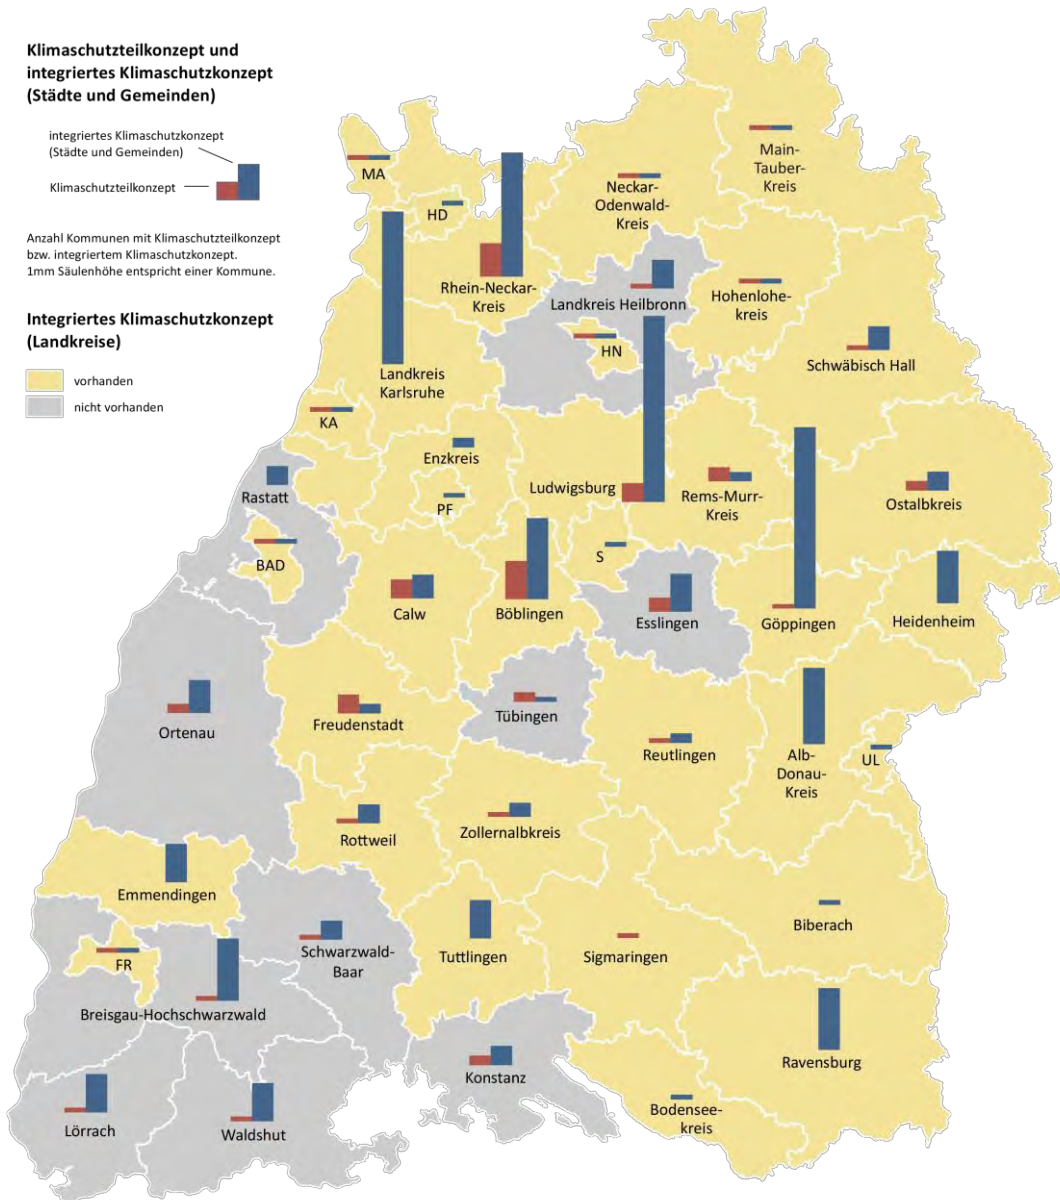 Klimaschutzteilkonzept und
integriertes Klimaschutzkonzept
(Städte und Gemeinden)
integriertes Klimaschutzkonzept
(Städte und Gemeinden)
Klimaschutzteilkonzept
Anzahl Kommunen mit Klimaschutzteilkonzept
bzw. integriertem Klimaschutzkonzept.
1mm Säulenhöhe entspricht einer Kommune.
Integriertes Klimaschutzkonzept
(Landkreise)
vorhanden
nicht vorhanden
Main-
Tauber-
Kreis
MA
Neckar-
Odenwald-
Kreis
HD
Rhein-Neckar-
Kreis
Landkreis Heilbronn
Hohenlohe-
kreis
HN
Schwäbisch Hall
Landkreis
Karlsruhe
KA
Enzkreis
Rastatt
PF
Ludwigsburg
Rems-Murr-
Kreis
Ostalbkreis
BAD
S
Calw
Böblingen
Esslingen
Göppingen
Heidenheim
Ortenau
Freudenstadt
Tübingen
Reutlingen
Alb-
Donau-
Kreis
UL
Rottweil
Zollernalbkreis
Emmendingen
Biberach
FR
Schwarzwald-
Baar
Tuttlingen
Sigmaringen
Breisgau-Hochschwarzwald
Ravensburg
Konstanz
Lörrach
Waldshut
Bodensee-
kreis